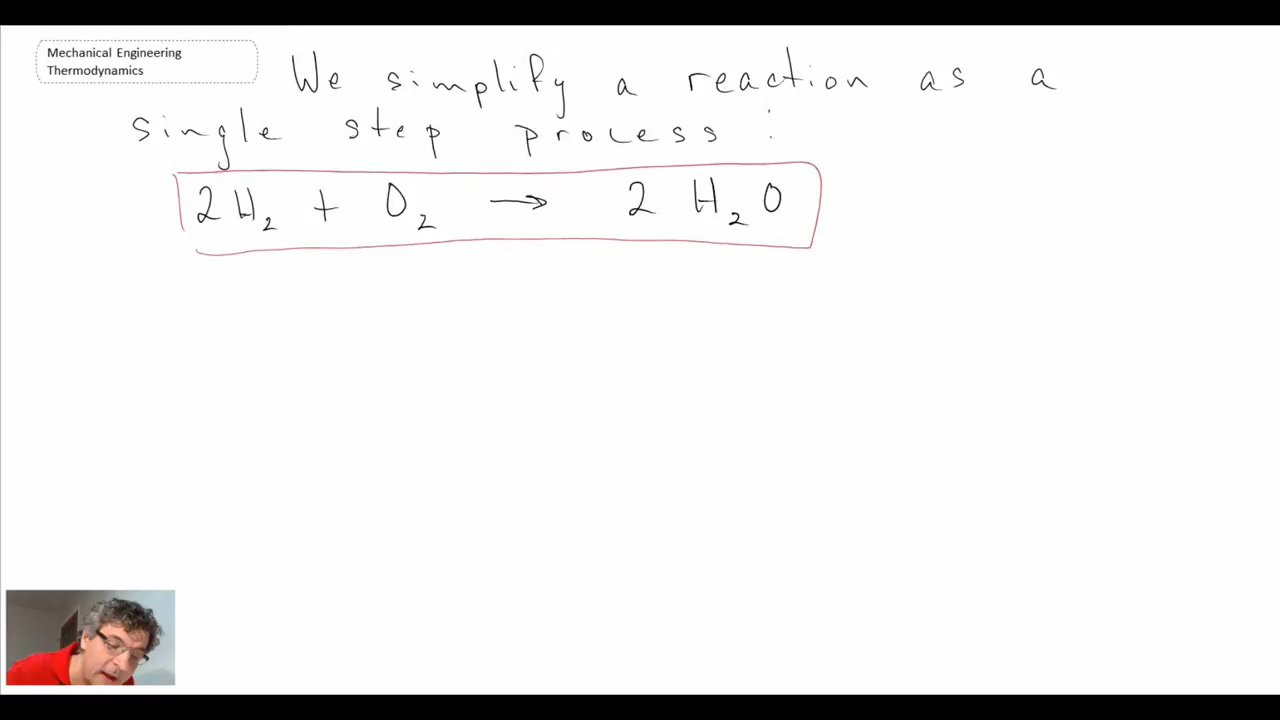 Mechanical Engineering
Thermodynamics
We simplify a reaction as a
single step process :
2H₂ + O₂ → 2 H₂O